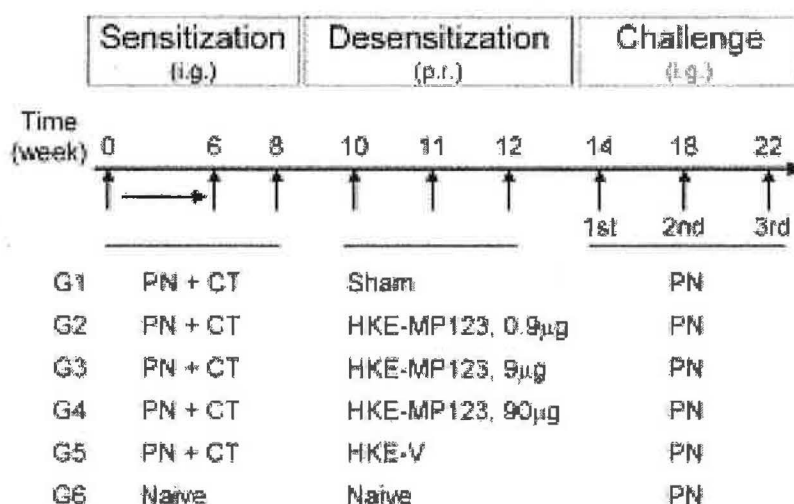 Sensitization Desensitization Challenge
(i.g.) (p.r.) (i.g.)
Time
(week) 0 6 8 10 11 12 14 18 22
1st 2nd 3rd
G1 PN + CT Sham PN
G2 PN + CT HKE-MP123, 0.9μg PN
G3 PN + CT HKE-MP123, 9μg PN
G4 PN + CT HKE-MP123, 90μg PN
G5 PN + CT HKE-V PN
G6 Naive Naive PN